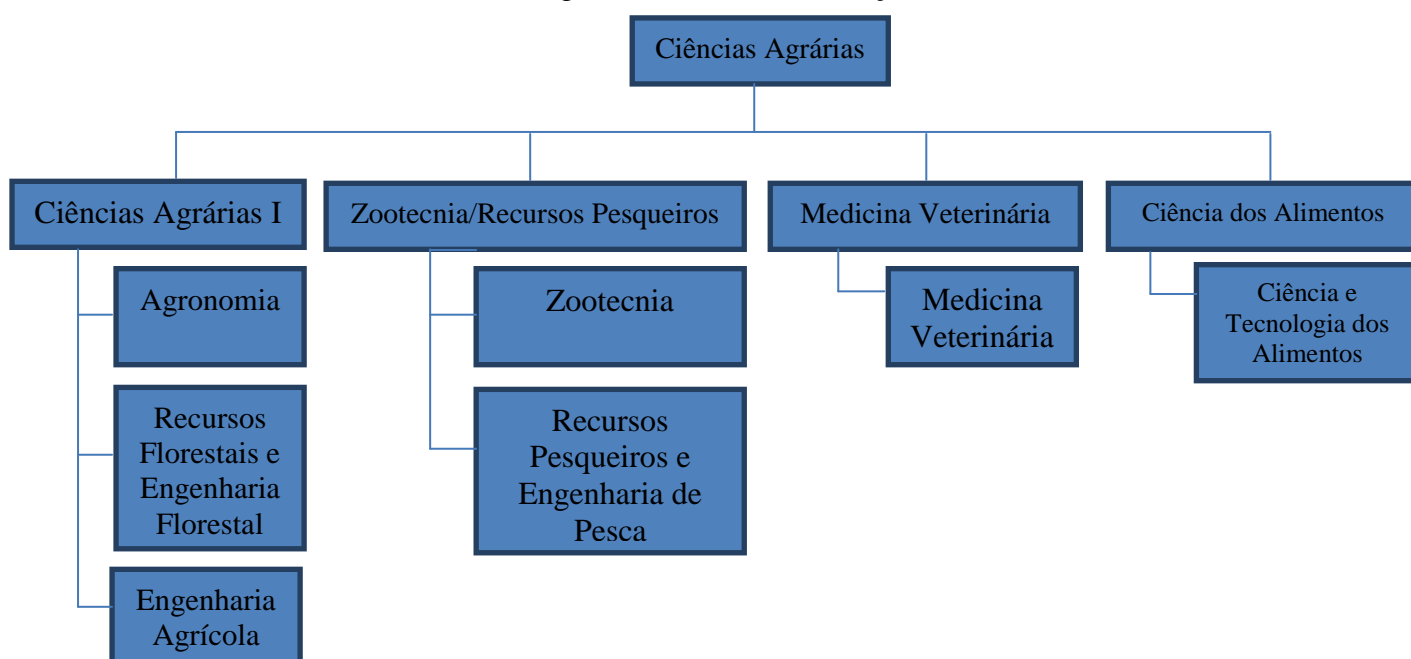 Ciências Agrárias
Ciências Agrárias I
Zootecnia/Recursos Pesqueiros
Medicina Veterinária
Ciência dos Alimentos
Agronomia
Recursos
Florestais e
Engenharia
Florestal
Engenharia
Agrícola
Zootecnia
Recursos
Pesqueiros e
Engenharia de
Pesca
Medicina
Veterinária
Ciência e
Tecnologia dos
Alimentos